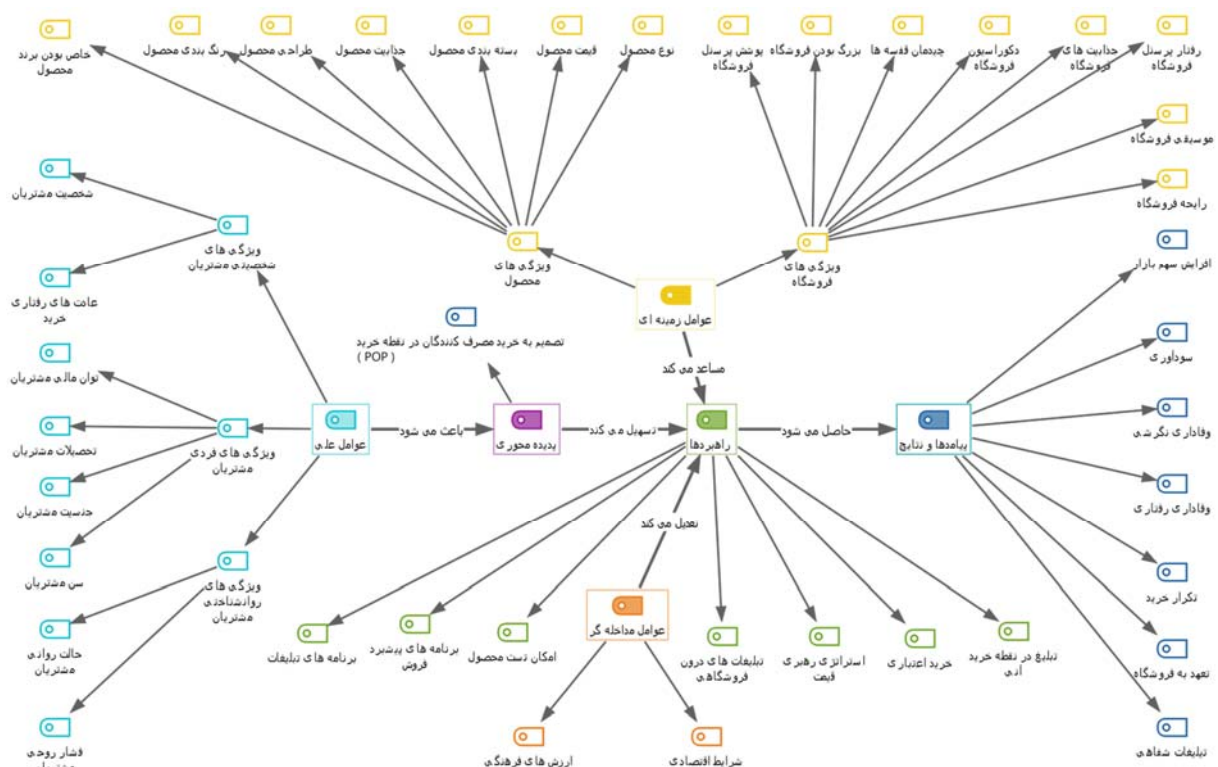 رفتار پرسنل
فروشگاه
جذابیت های
فروشگاه
دکوراسیون
فروشگاه
چیدمان قفسه ها
بزرگ بودن فروشگاه
پوشش پرسنل
فروشگاه
نوع محصول
قیمت محصول
بسته بندی محصول
جذابیت محصول
طراحی محصول
رنگ بندی محصول
خاص بودن برند
محصول
موسیقی فروشگاه
رایحه فروشگاه
شخصیت مشتریان
ویژگی های
شخصیتی مشتریان
عادت های رفتاری
خرید
ویژگی های
محصول
ویژگی های
فروشگاه
عوامل زمینه ای
افزایش سهم بازار
تصمیم به خرید مصرف کنندگان در نقطه خرید
( POP )
مساعد می کند
سودآوری
توان مالی مشتریان
وفاداری نگرشی
پیامدها و نتایج
حاصل می شود
راهبردها
تسهیل می کند
پدیده محوری
باعث می شود
عوامل علی
ویژگی های فردی
مشتریان
تحصیلات مشتریان
جنسیت مشتریان
وفاداری رفتاری
تعدیل می کند
سن مشتریان
ویژگی های
روانشناختی
مشتریان
تکرار خرید
عوامل مداخله گر
حالت روانی
مشتریان
برنامه های تبلیغات
برنامه های پیشبرد
فروش
امکان تست محصول
تبلیغات های درون
فروشگاهی
استراتژی رهبری
قیمت
خرید اعتباری
تبلیغ در نقطه خرید
آنی
تعهد به فروشگاه
فشار روحی
ارزش های فرهنگی
شرایط اقتصادی
تبلیغات شفاهی